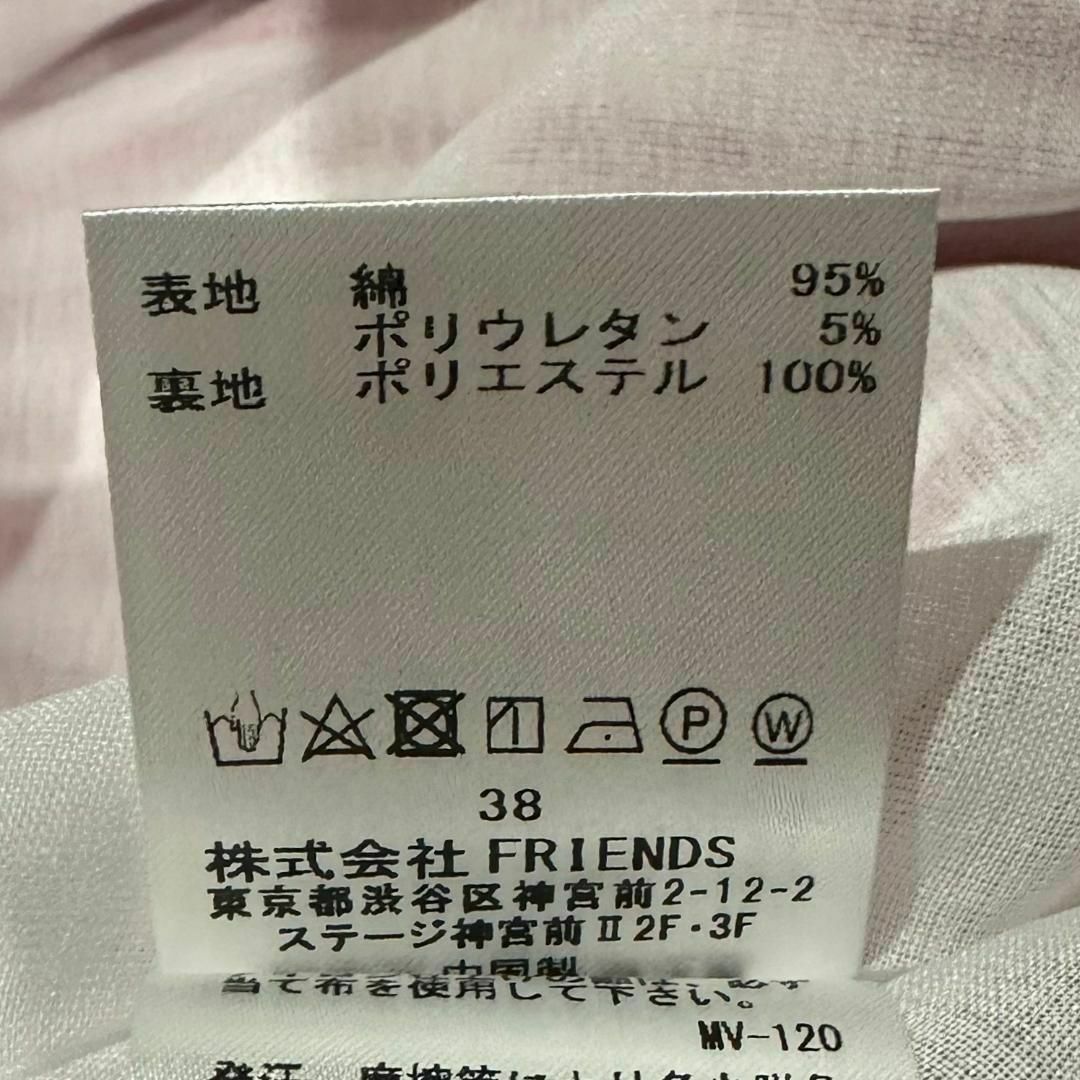 表地 綿 95%
ポリウレタン 5%
裏地 ポリエステル 100%
P W
38
株式会社 FRIENDS
東京都渋谷区神宮前2-12-2
ステージ神宮前Ⅱ2F・3F
中国製
当て布を使用して下さい。
MV-120